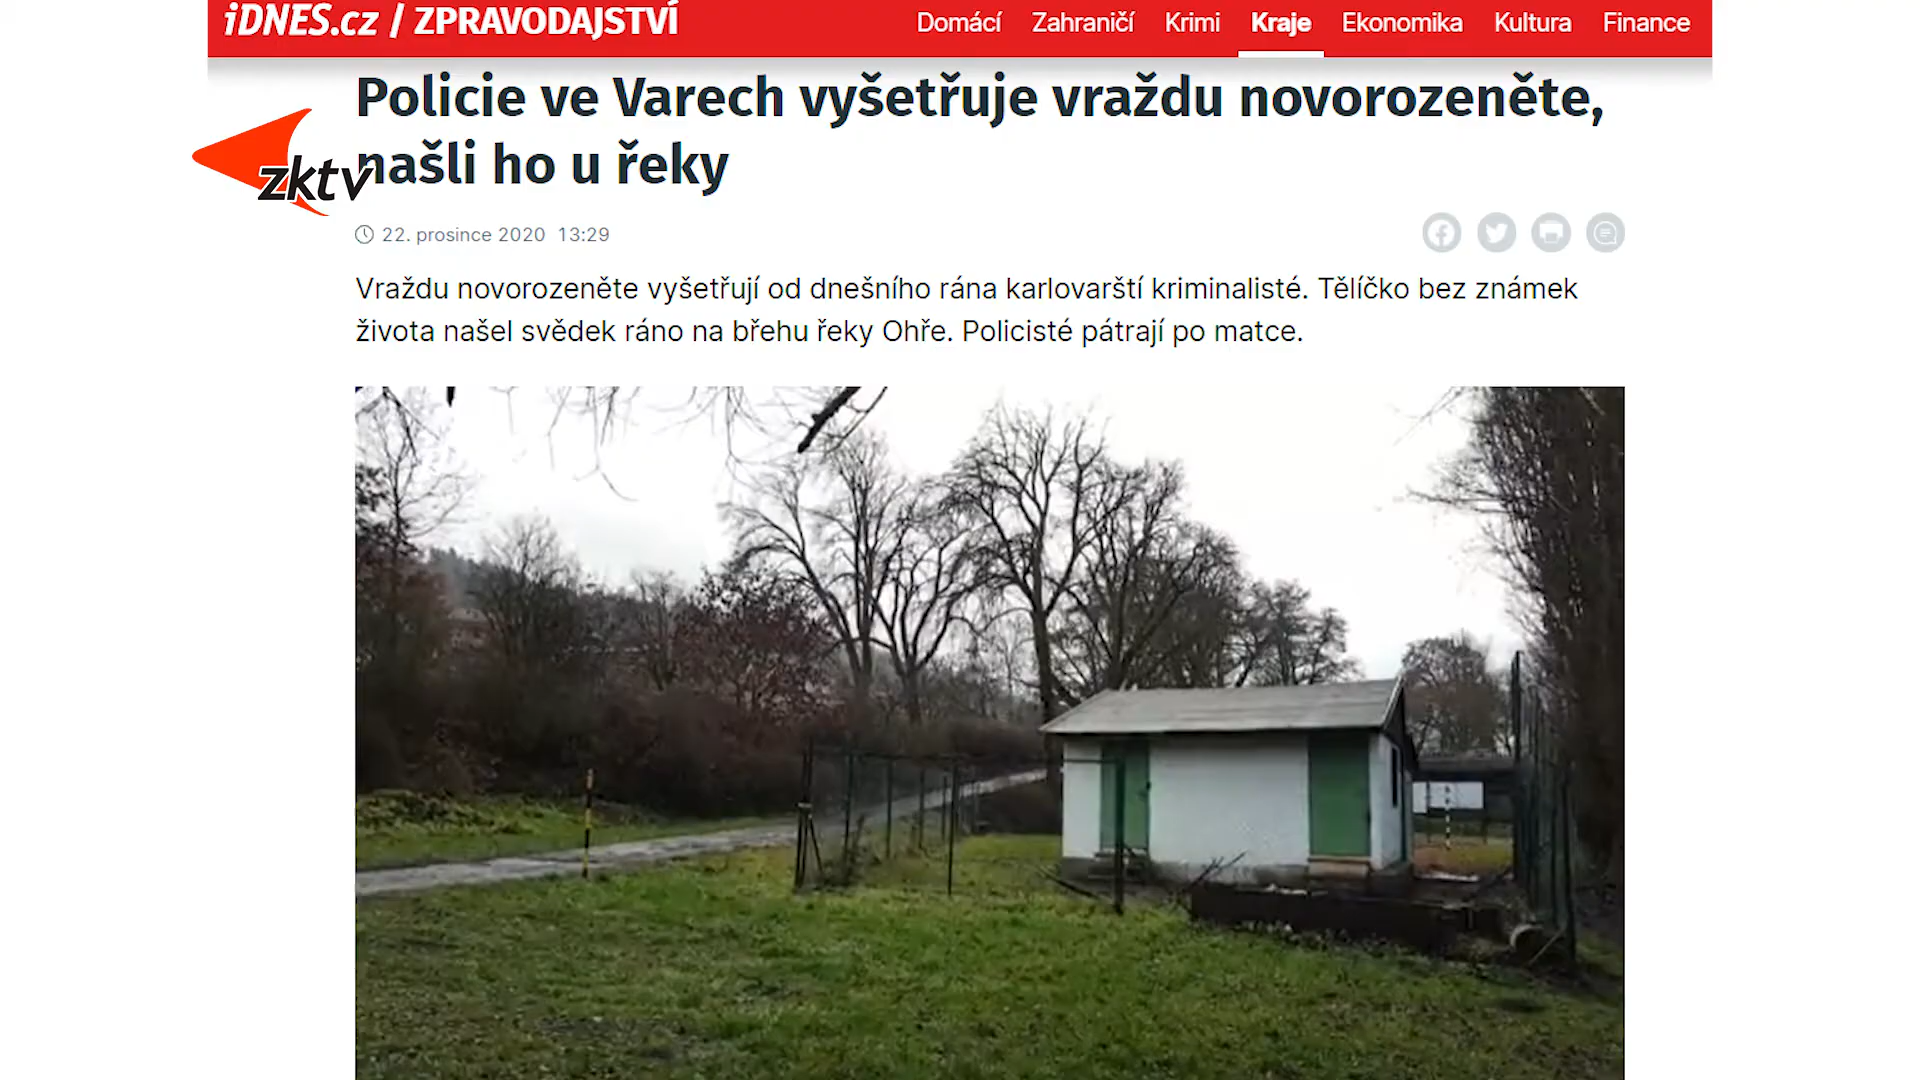 iDNES.cz / ZPRAVODAJSTVÍ
Domácí Zahraničí Krimi Kraje Ekonomika Kultura Finance
Policie ve Varech vyšetřuje vraždu novorozeněte,
našli ho u řeky
zktv
22. prosince 2020 13:29
Vraždu novorozeněte vyšetřují od dnešního rána karlovarští kriminalisté. Tělíčko bez známek
života našel svědek ráno na břehu řeky Ohře. Policisté pátrají po matce.